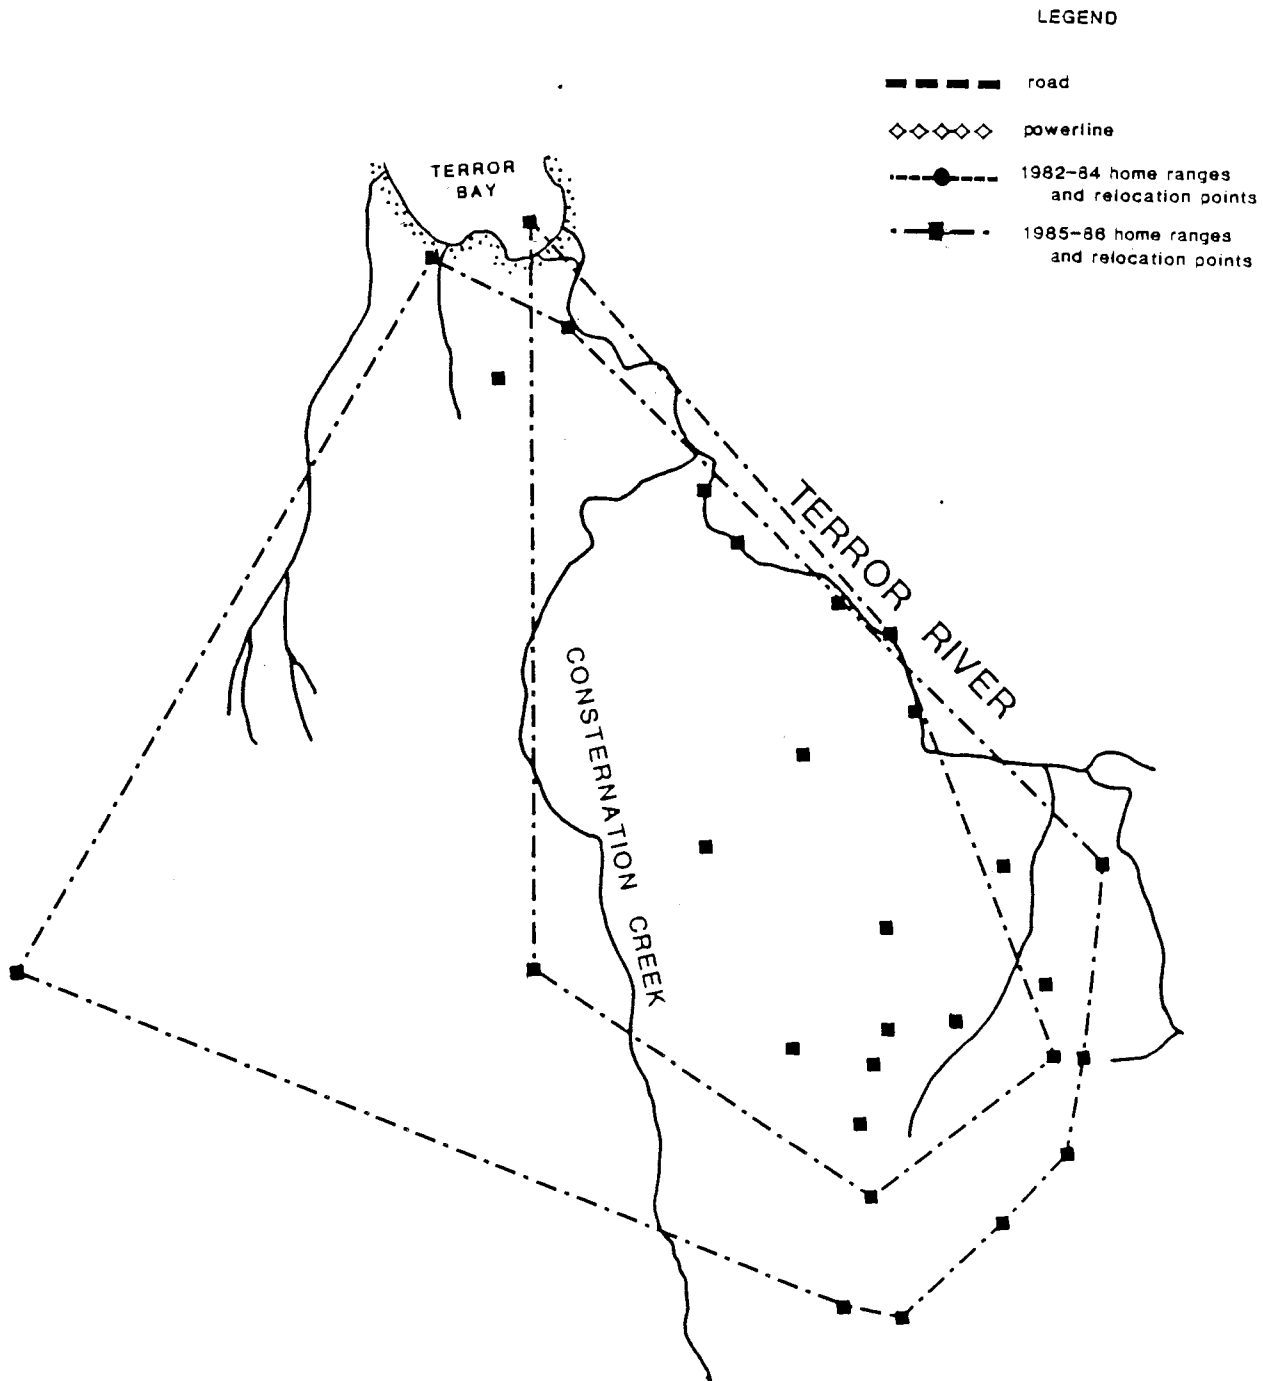 LEGEND
road
powerline
1982-84 home ranges
and relocation points
1985-86 home ranges
and relocation points
TERROR
BAY
TERROR RIVER
CONSTERNATION CREEK